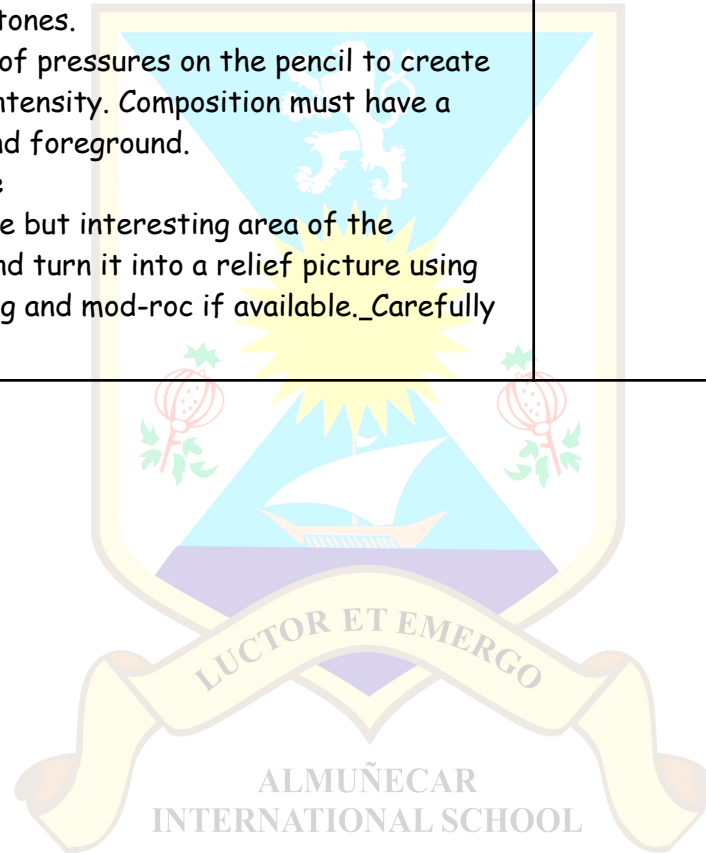 tones.
of pressures on the pencil to create
ntensity. Composition must have a
nd foreground.
e
e but interesting area of the
nd turn it into a relief picture using
g and mod-roc if available._Carefully
LUCTOR ET EMERGO
ALMUÑECAR
INTERNATIONAL SCHOOL